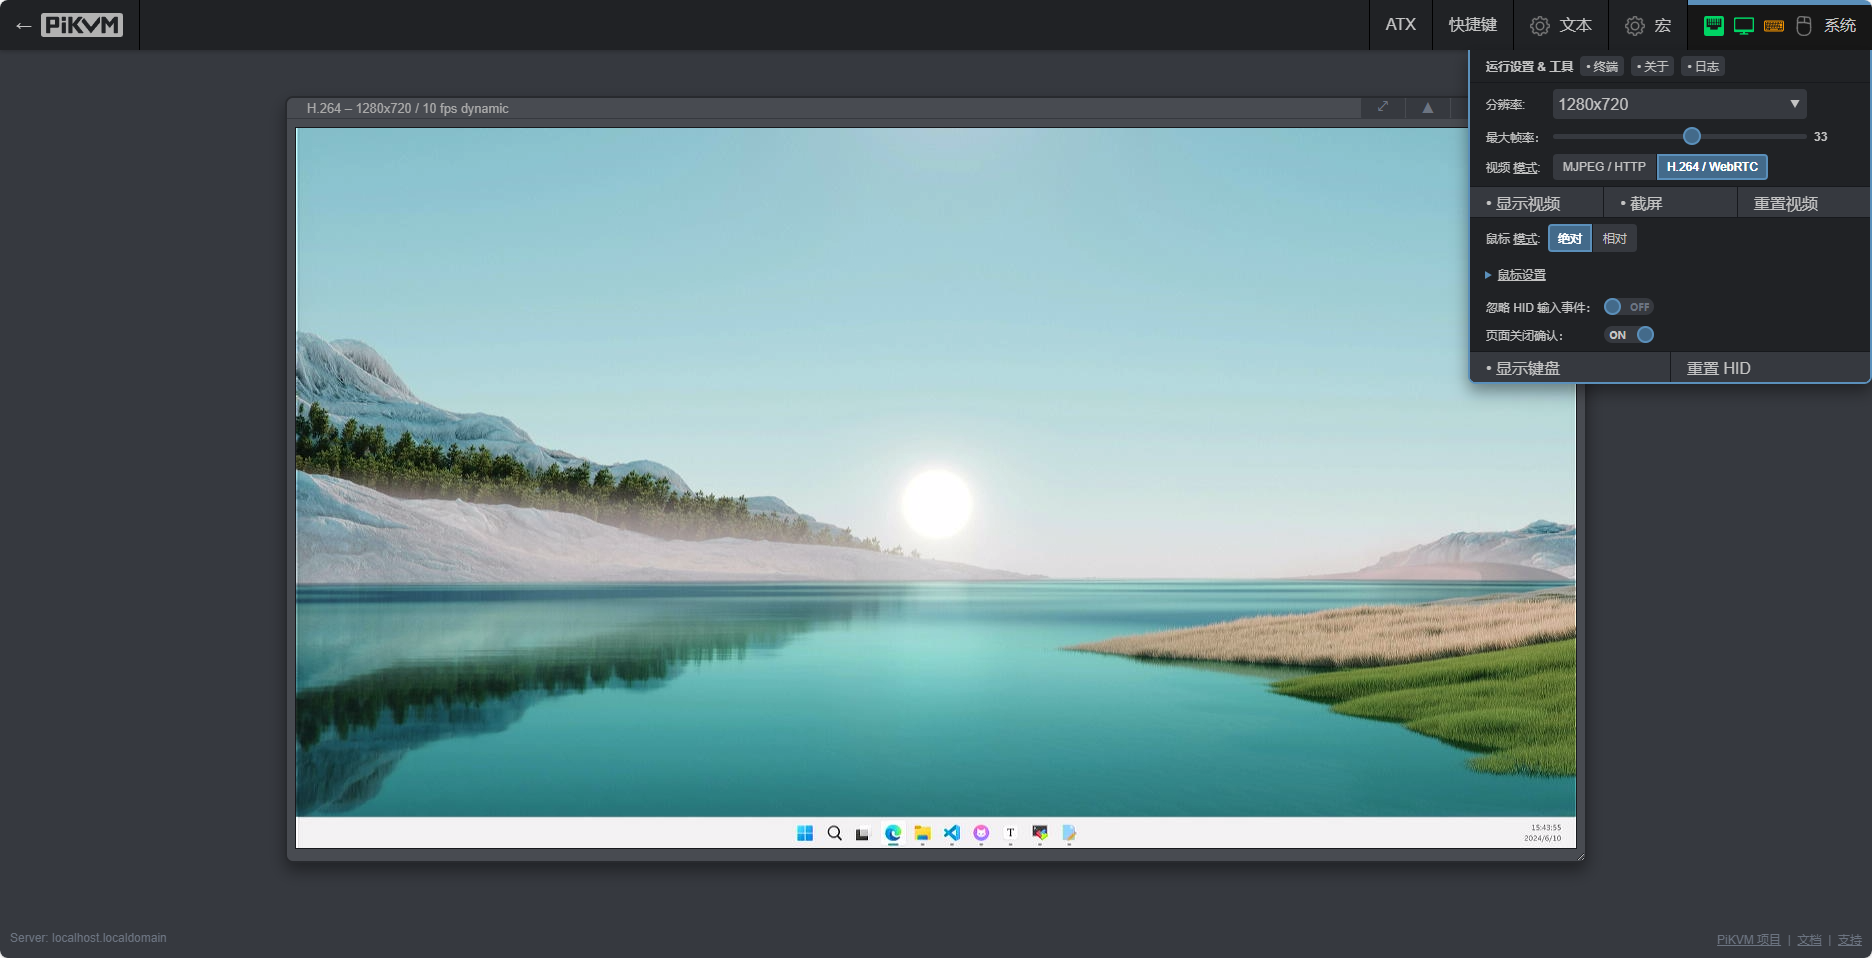 ← PiKVM
ATX
快捷键
文本
宏
系统
运行设置 & 工具
• 终端
• 关于
• 日志
H.264 – 1280x720 / 10 fps dynamic
分辨率:
1280x720
最大帧率:
33
视频 模式:
MJPEG / HTTP
H.264 / WebRTC
• 显示视频
• 截屏
重置视频
鼠标 模式:
绝对
相对
鼠标设置
忽略 HID 输入事件:
OFF
页面关闭确认:
ON
• 显示键盘
重置 HID
T
15:43:55
2024/6/10
Server: localhost.localdomain
PiKVM 项目 | 文档 | 支持